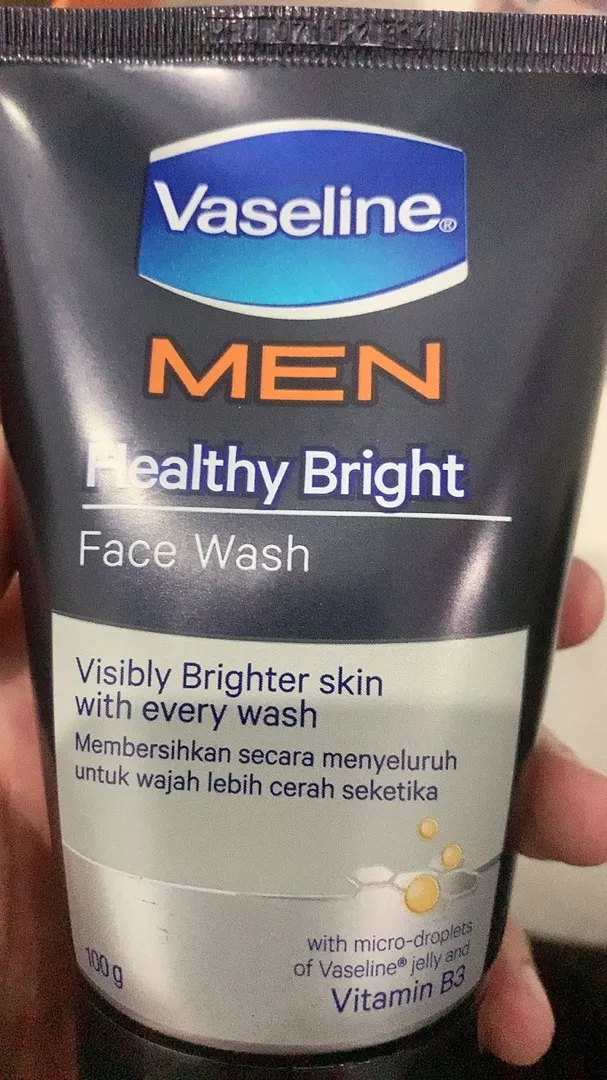 Vaseline®
MEN
Healthy Bright
Face Wash
Visibly Brighter skin
with every wash
Membersihkan secara menyeluruh
untuk wajah lebih cerah seketika
100 g
with micro-droplets
of Vaseline® jelly and
Vitamin B3